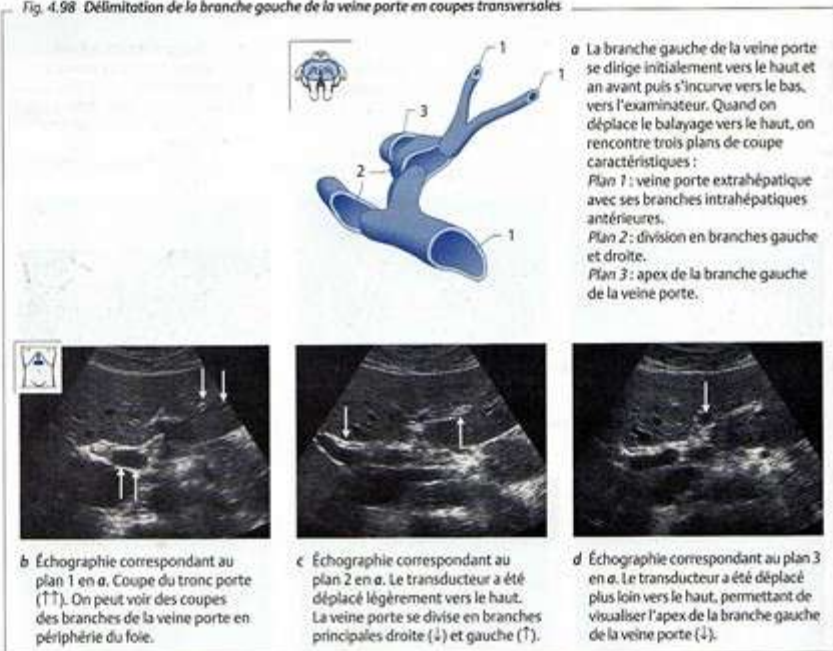 Fig. 4.98 Délimitation de la branche gauche de la veine porte en coupes transversales
1
1
3
2
1
a La branche gauche de la veine porte
se dirige initialement vers le haut et
an avant puis s'incurve vers le bas,
vers l'examinateur. Quand on
déplace le balayage vers le haut, on
rencontre trois plans de coupe
caractéristiques :
Plan 1 : veine porte extrahépatique
avec ses branches intrahépatiques
antérieures.
Plan 2 : division en branches gauche
et droite.
Plan 3 : apex de la branche gauche
de la veine porte.
b Échographie correspondant au
plan 1 en a. Coupe du tronc porte
(↑↑). On peut voir des coupes
des branches de la veine porte en
périphérie du foie.
c Échographie correspondant au
plan 2 en a. Le transducteur a été
déplacé légèrement vers le haut.
La veine porte se divise en branches
principales droite (↓) et gauche (↑).
d Échographie correspondant au plan 3
en a. Le transducteur a été déplacé
plus loin vers le haut, permettant de
visualiser l'apex de la branche gauche
de la veine porte (↓).